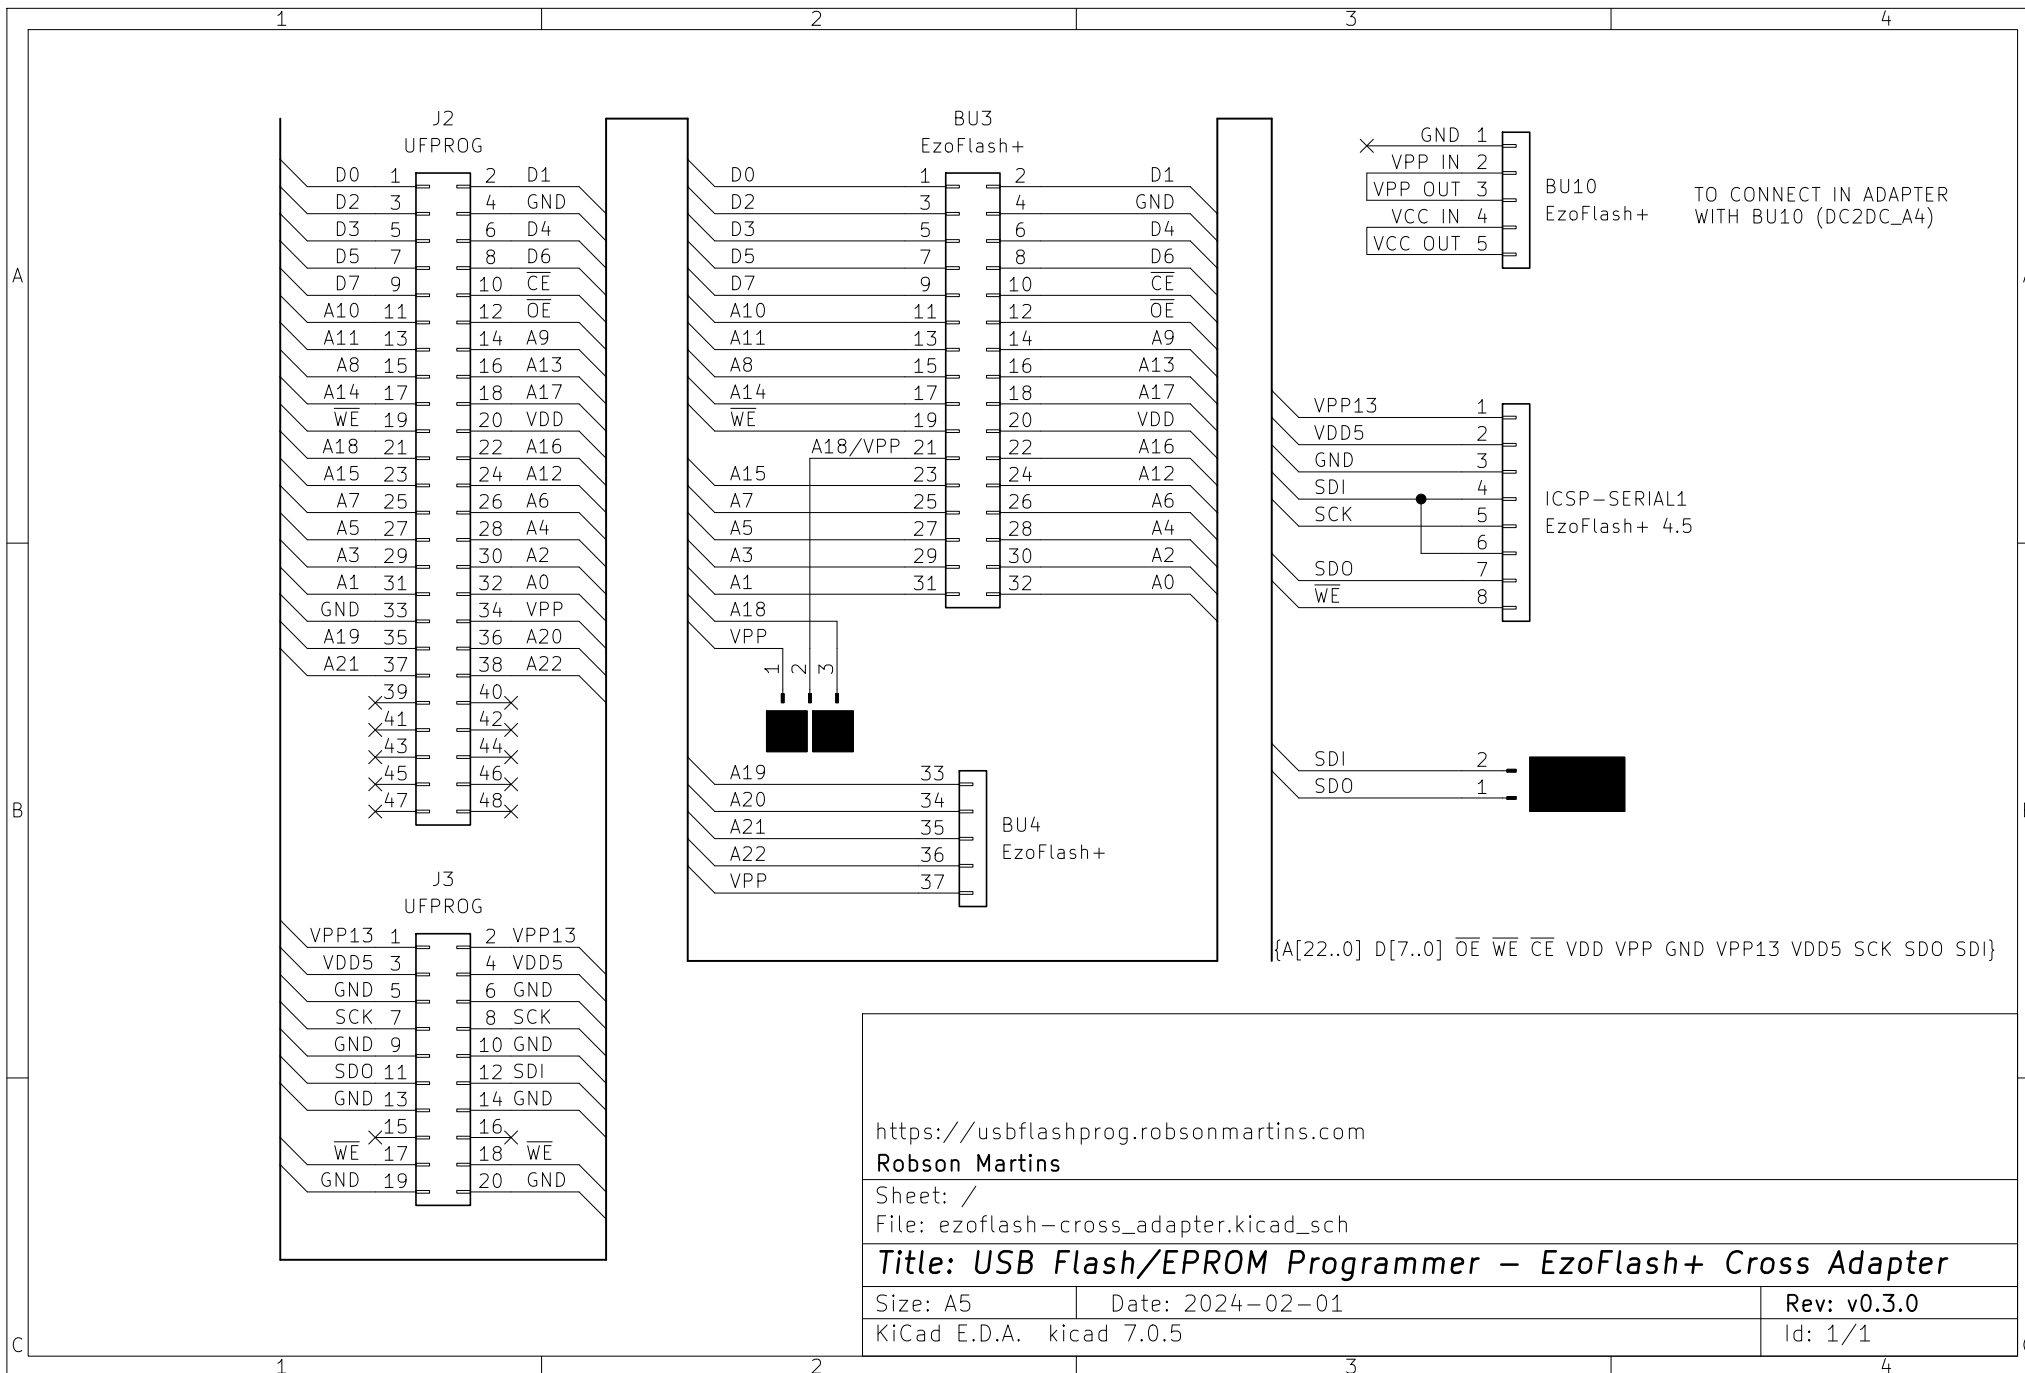 1 2 3 4
J2
UFPROG
D0 1 2 D1
D2 3 4 GND
D3 5 6 D4
D5 7 8 D6
D7 9 10 CE
A10 11 12 OE
A11 13 14 A9
A8 15 16 A13
A14 17 18 A17
WE 19 20 VDD
A18 21 22 A16
A15 23 24 A12
A7 25 26 A6
A5 27 28 A4
A3 29 30 A2
A1 31 32 A0
GND 33 34 VPP
A19 35 36 A20
A21 37 38 A22
39 40
41 42
43 44
45 46
47 48
J3
UFPROG
VPP13 1 2 VPP13
VDD5 3 4 VDD5
GND 5 6 GND
SCK 7 8 SCK
GND 9 10 GND
SDO 11 12 SDI
GND 13 14 GND
15 16
WE 17 18 WE
GND 19 20 GND
BU3
EzoFlash+
D0 1 2 D1
D2 3 4 GND
D3 5 6 D4
D5 7 8 D6
D7 9 10 CE
A10 11 12 OE
A11 13 14 A9
A8 15 16 A13
A14 17 18 A17
WE 19 20 VDD
A18/VPP 21 22 A16
A15 23 24 A12
A7 25 26 A6
A5 27 28 A4
A3 29 30 A2
A1 31 32 A0
A18
VPP
1 2 3
A19 33
A20 34
A21 35
A22 36
VPP 37
BU4
EzoFlash+
GND 1
VPP IN 2
VPP OUT 3
VCC IN 4
VCC OUT 5
BU10
EzoFlash+
TO CONNECT IN ADAPTER
WITH BU10 (DC2DC_A4)
VPP13 1
VDD5 2
GND 3
SDI 4
SCK 5
6
SDO 7
WE 8
ICSP-SERIAL1
EzoFlash+ 4.5
SDI 2
SDO 1
{A[22..0] D[7..0] OE WE CE VDD VPP GND VPP13 VDD5 SCK SDO SDI}
https://usbflashprog.robsonmartins.com
Robson Martins
Sheet: /
File: ezoflash-cross_adapter.kicad_sch
Title: USB Flash/EPROM Programmer - EzoFlash+ Cross Adapter
Size: A5 Date: 2024-02-01 Rev: v0.3.0
KiCad E.D.A. kicad 7.0.5 Id: 1/1
A
B
C
1 2 3 4